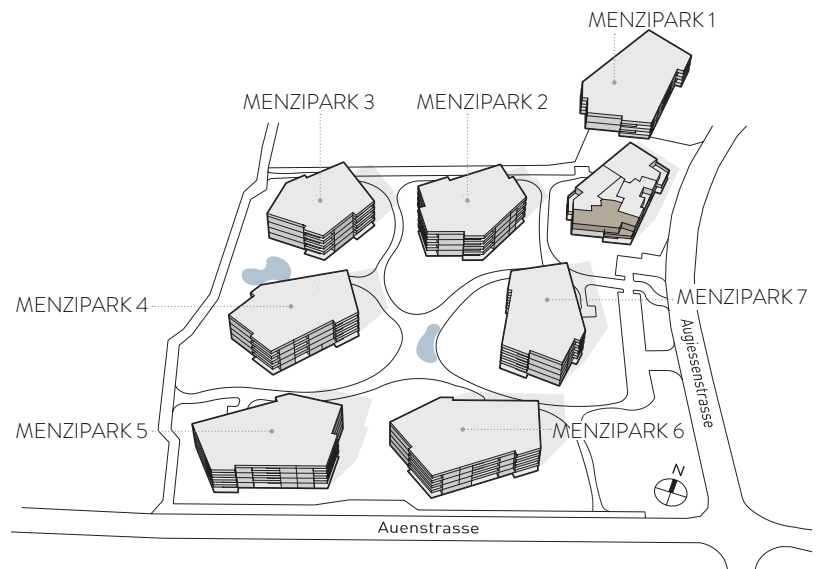 MENZIPARK 1
MENZIPARK 3
MENZIPARK 2
MENZIPARK 4
MENZIPARK 7
Augiessenstrasse
MENZIPARK 5
MENZIPARK 6
N
Auenstrasse